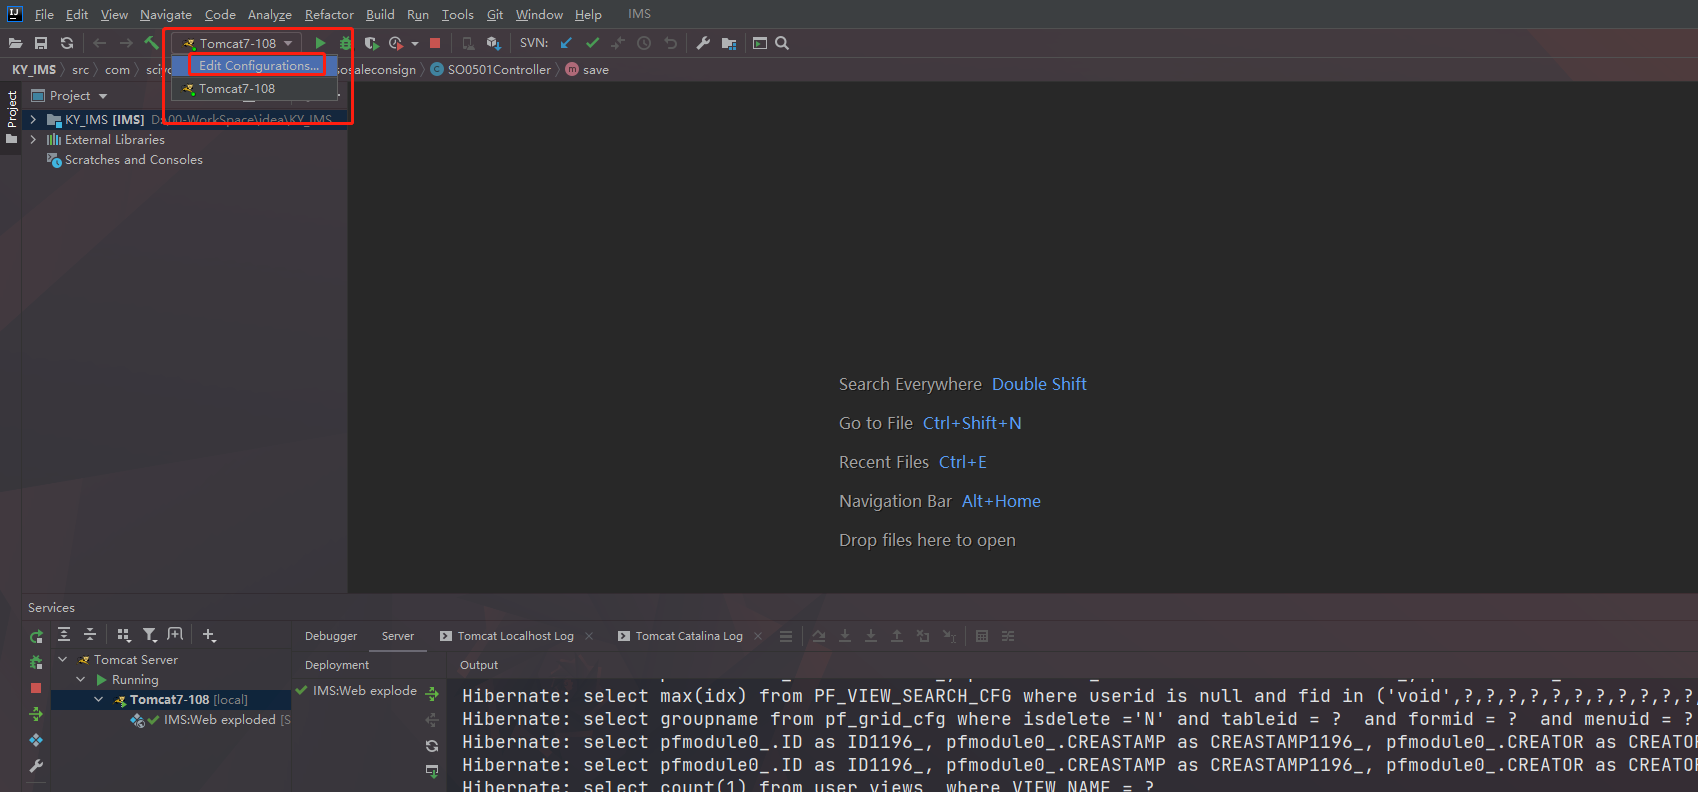 File Edit View Navigate Code Analyze Refactor Build Run Tools Git Window Help IMS
Tomcat7-108 SVN:
KY_IMS src com sosaleconsign SO0501Controller save
Edit Configurations...
Tomcat7-108
Project
Project
KY_IMS [IMS] D:\00-WorkSpace\idea\KY_IMS
External Libraries
Scratches and Consoles
Search Everywhere Double Shift
Go to File Ctrl+Shift+N
Recent Files Ctrl+E
Navigation Bar Alt+Home
Drop files here to open
Services
Debugger Server Tomcat Localhost Log Tomcat Catalina Log
Tomcat Server
Running
Tomcat7-108 [local]
IMS:Web exploded [S
Deployment
IMS:Web explode
Output
Hibernate: select max(idx) from PF_VIEW_SEARCH_CFG where userid is null and fid in ('void',?,?,?,?,?,?,?,?,?,?,?
Hibernate: select groupname from pf_grid_cfg where isdelete ='N' and tableid = ?  and formid = ?  and menuid = ?
Hibernate: select pfmodule0_.ID as ID1196_, pfmodule0_.CREASTAMP as CREASTAMP1196_, pfmodule0_.CREATOR as CREATOR
Hibernate: select pfmodule0_.ID as ID1196_, pfmodule0_.CREASTAMP as CREASTAMP1196_, pfmodule0_.CREATOR as CREATOR
Hibernate: select count(1) from user_views  where VIEW_NAME = ?